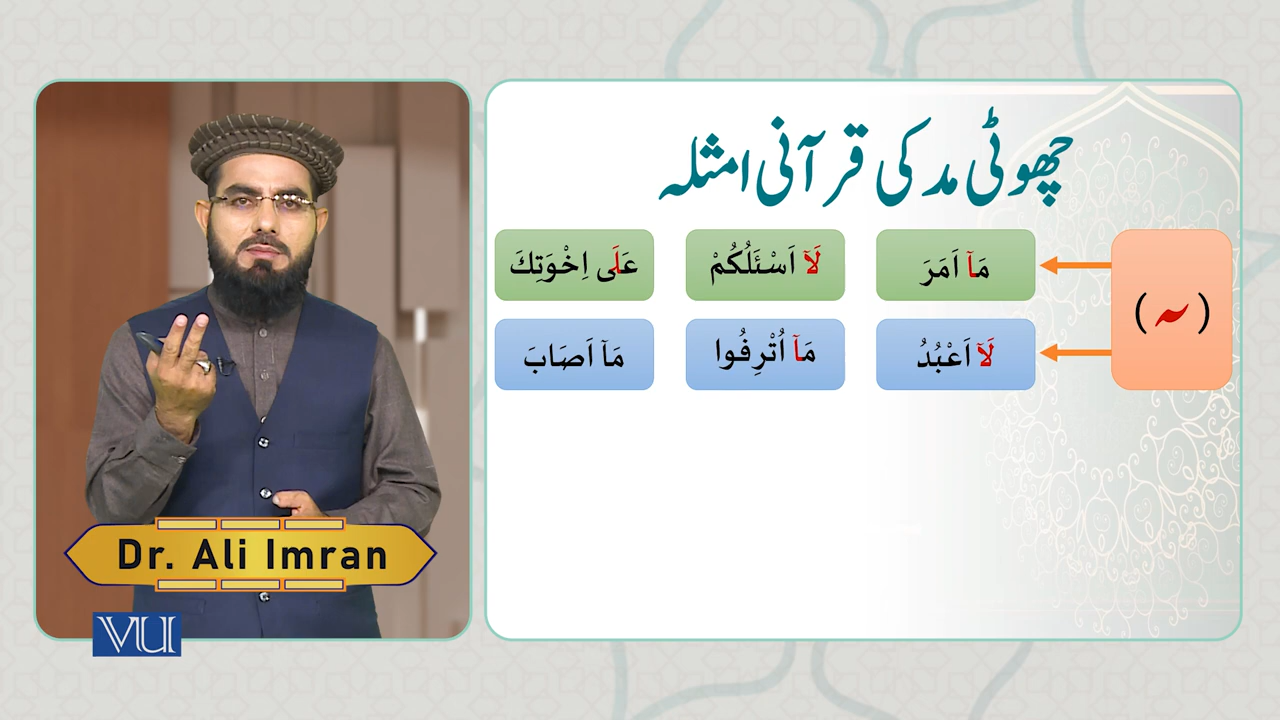 چھوٹی مد کی قرآنی امثلہ
مَآ اَمَرَ
لَآ اَسْئَلُكُمْ
عَلَى اِخْوَتِكَ
(ۤ)
لَآ اَعْبُدُ
مَآ اُتْرِفُوا
مَآ اَصَابَ
Dr. Ali Imran
VU